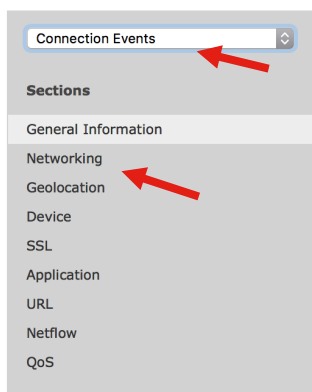 Connection Events
Sections
General Information
Networking
Geolocation
Device
SSL
Application
URL
Netflow
QoS